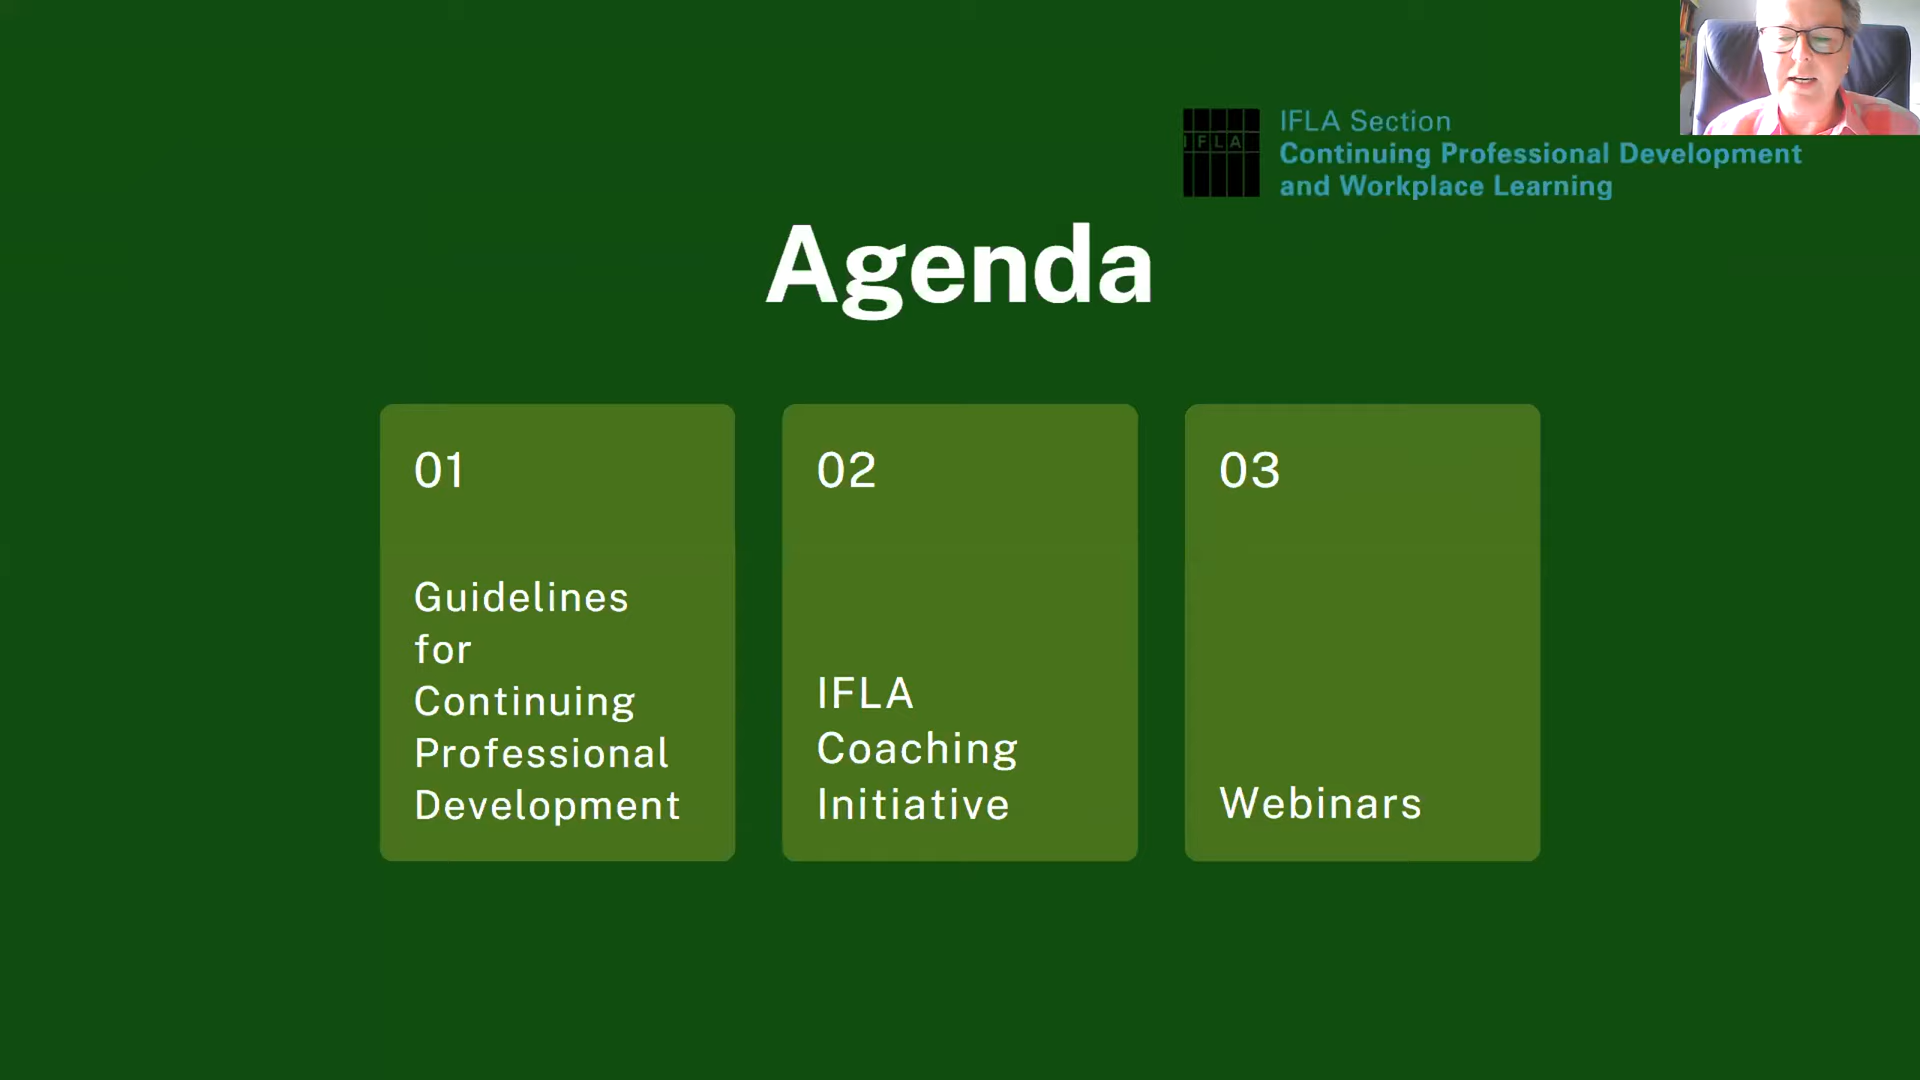 IFLA
IFLA Section
Continuing Professional Development
and Workplace Learning
Agenda
01
Guidelines
for
Continuing
Professional
Development
02
IFLA
Coaching
Initiative
03
Webinars